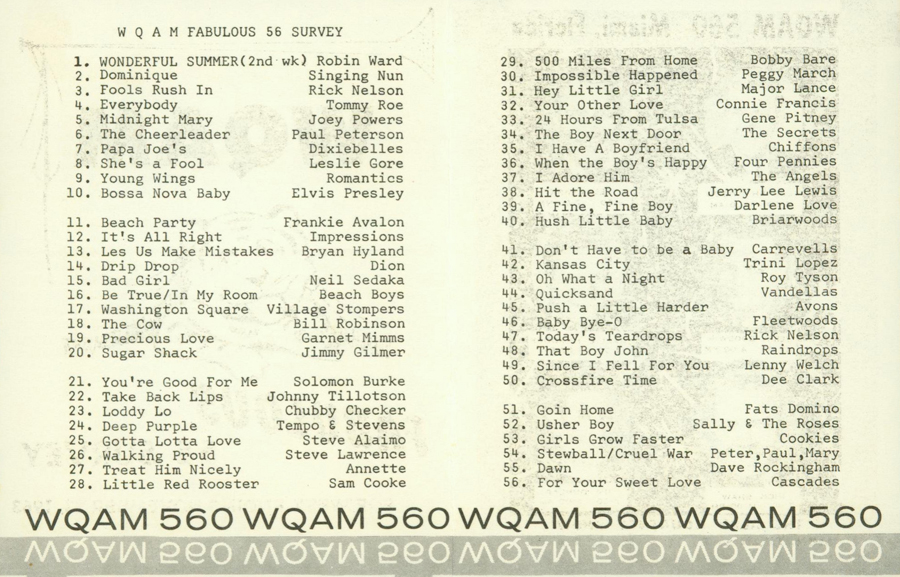 W Q A M FABULOUS 56 SURVEY
1. WONDERFUL SUMMER(2nd wk) Robin Ward
2. Dominique Singing Nun
3. Fools Rush In Rick Nelson
4. Everybody Tommy Roe
5. Midnight Mary Joey Powers
6. The Cheerleader Paul Peterson
7. Papa Joe's Dixiebelles
8. She's a Fool Leslie Gore
9. Young Wings Romantics
10. Bossa Nova Baby Elvis Presley
11. Beach Party Frankie Avalon
12. It's All Right Impressions
13. Les Us Make Mistakes Bryan Hyland
14. Drip Drop Dion
15. Bad Girl Neil Sedaka
16. Be True/In My Room Beach Boys
17. Washington Square Village Stompers
18. The Cow Bill Robinson
19. Precious Love Garnet Mimms
20. Sugar Shack Jimmy Gilmer
21. You're Good For Me Solomon Burke
22. Take Back Lips Johnny Tillotson
23. Loddy Lo Chubby Checker
24. Deep Purple Tempo & Stevens
25. Gotta Lotta Love Steve Alaimo
26. Walking Proud Steve Lawrence
27. Treat Him Nicely Annette
28. Little Red Rooster Sam Cooke
29. 500 Miles From Home Bobby Bare
30. Impossible Happened Peggy March
31. Hey Little Girl Major Lance
32. Your Other Love Connie Francis
33. 24 Hours From Tulsa Gene Pitney
34. The Boy Next Door The Secrets
35. I Have A Boyfriend Chiffons
36. When the Boy's Happy Four Pennies
37. I Adore Him The Angels
38. Hit the Road Jerry Lee Lewis
39. A Fine, Fine Boy Darlene Love
40. Hush Little Baby Briarwoods
41. Don't Have to be a Baby Carrevells
42. Kansas City Trini Lopez
43. Oh What a Night Roy Tyson
44. Quicksand Vandellas
45. Push a Little Harder Avons
46. Baby Bye-O Fleetwoods
47. Today's Teardrops Rick Nelson
48. That Boy John Raindrops
49. Since I Fell For You Lenny Welch
50. Crossfire Time Dee Clark
51. Goin Home Fats Domino
52. Usher Boy Sally & The Roses
53. Girls Grow Faster Cookies
54. Stewball/Cruel War Peter,Paul,Mary
55. Dawn Dave Rockingham
56. For Your Sweet Love Cascades
WQAM 560 WQAM 560 WQAM 560 WQAM 560
WQAM 560 WQAM 560 WQAM 560 WQAM 560